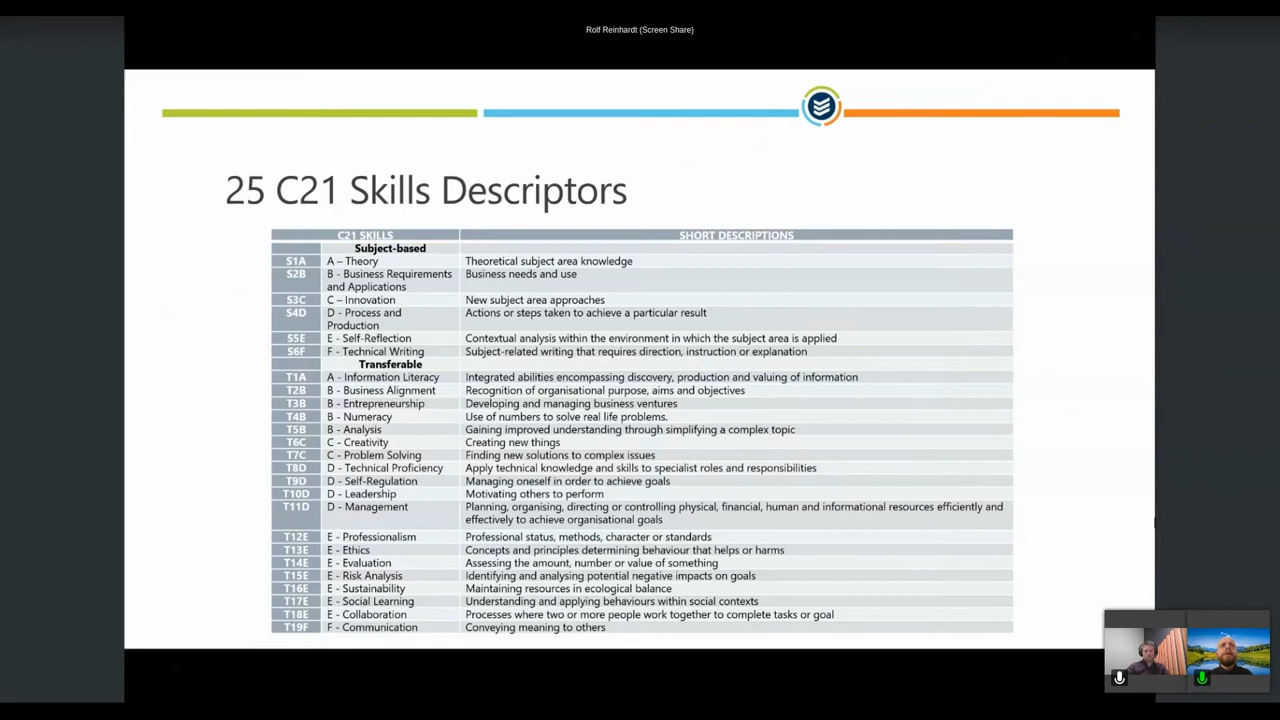 Rolf Reinhardt (Screen Share)
25 C21 Skills Descriptors
C21 SKILLS SHORT DESCRIPTIONS
Subject-based
S1A A – Theory Theoretical subject area knowledge
S2B B - Business Requirements Business needs and use
and Applications
S3C C – Innovation New subject area approaches
S4D D - Process and Actions or steps taken to achieve a particular result
Production
S5E E - Self-Reflection Contextual analysis within the environment in which the subject area is applied
S6F F - Technical Writing Subject-related writing that requires direction, instruction or explanation
Transferable
T1A A - Information Literacy Integrated abilities encompassing discovery, production and valuing of information
T2B B - Business Alignment Recognition of organisational purpose, aims and objectives
T3B B - Entrepreneurship Developing and managing business ventures
T4B B - Numeracy Use of numbers to solve real life problems.
T5B B - Analysis Gaining improved understanding through simplifying a complex topic
T6C C - Creativity Creating new things
T7C C - Problem Solving Finding new solutions to complex issues
T8D D - Technical Proficiency Apply technical knowledge and skills to specialist roles and responsibilities
T9D D - Self-Regulation Managing oneself in order to achieve goals
T10D D - Leadership Motivating others to perform
T11D D - Management Planning, organising, directing or controlling physical, financial, human and informational resources efficiently and
effectively to achieve organisational goals
T12E E - Professionalism Professional status, methods, character or standards
T13E E - Ethics Concepts and principles determining behaviour that helps or harms
T14E E - Evaluation Assessing the amount, number or value of something
T15E E - Risk Analysis Identifying and analysing potential negative impacts on goals
T16E E - Sustainability Maintaining resources in ecological balance
T17E E - Social Learning Understanding and applying behaviours within social contexts
T18E E - Collaboration Processes where two or more people work together to complete tasks or goal
T19F F - Communication Conveying meaning to others